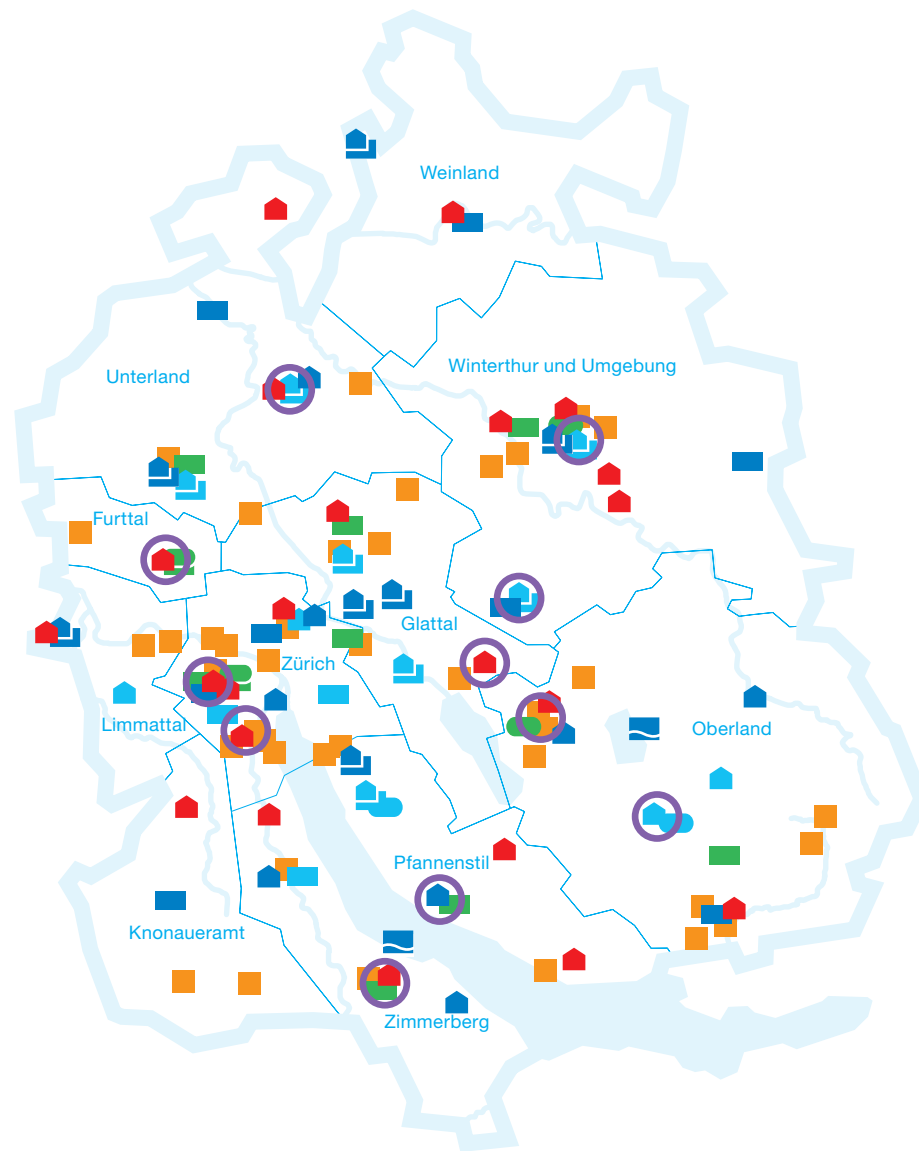 Weinland
Unterland
Winterthur und Umgebung
Furttal
Glattal
Zürich
Limmattal
Oberland
Pfannenstil
Knonaueramt
Zimmerberg